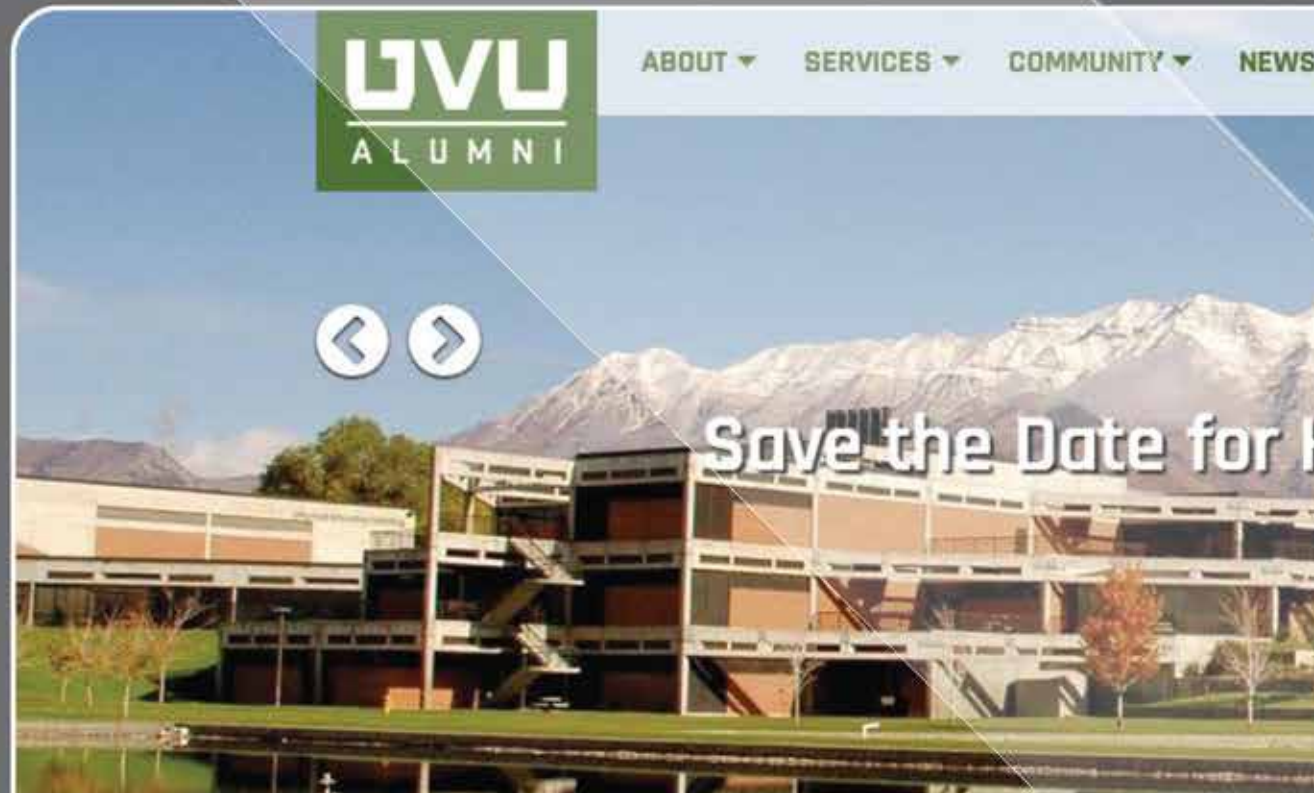 UVU
ALUMNI
ABOUT
SERVICES
COMMUNITY
NEWS
Save the Date for